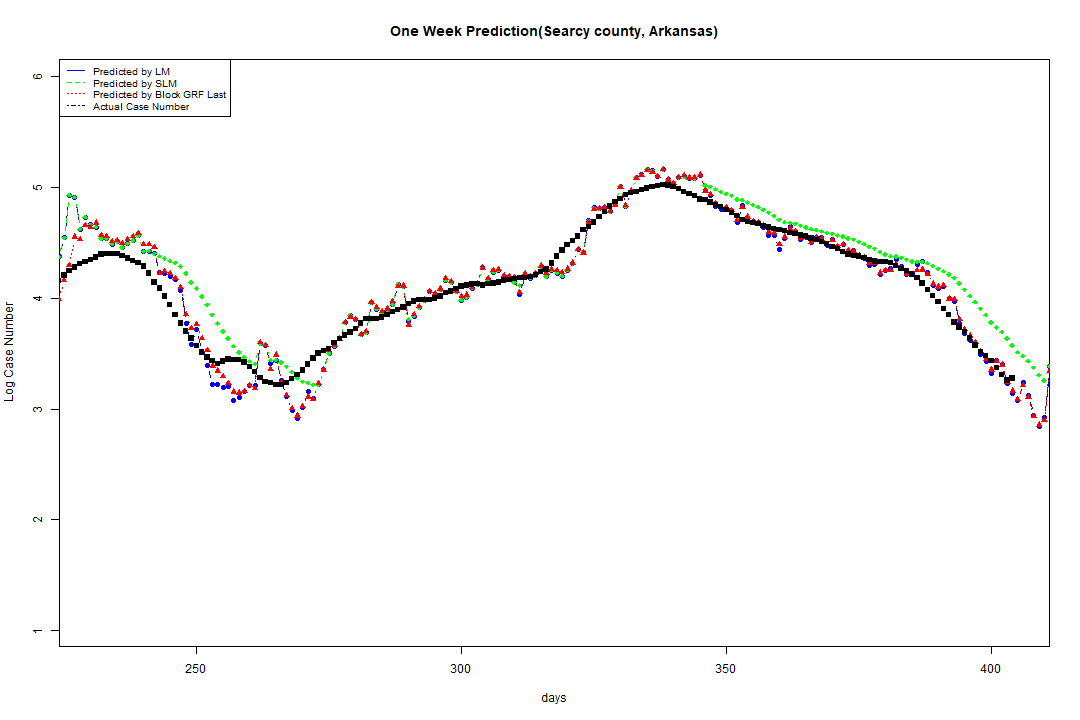 One Week Prediction(Searcy county, Arkansas)
Predicted by LM
Predicted by SLM
Predicted by Block GRF Last
Actual Case Number
6
5
4
3
2
1
Log Case Number
250 300 350 400
days